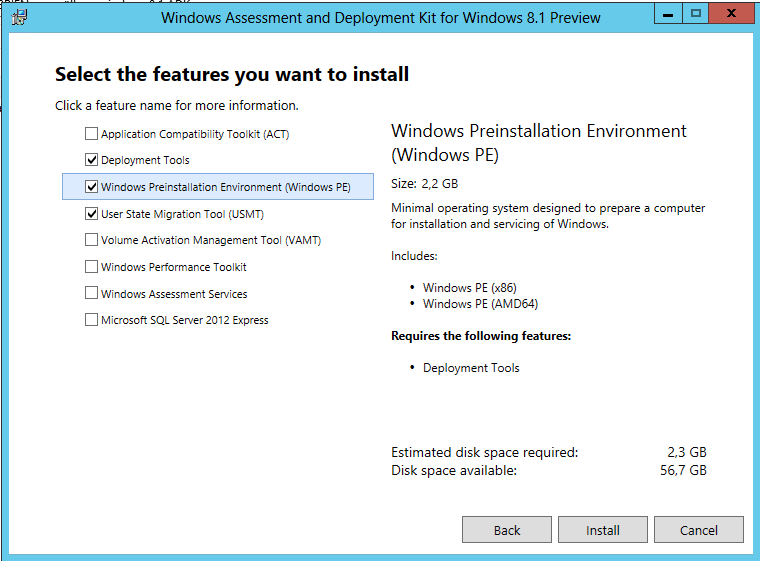 Windows Assessment and Deployment Kit for Windows 8.1 Preview
Select the features you want to install
Click a feature name for more information.
Application Compatibility Toolkit (ACT)
Deployment Tools
Windows Preinstallation Environment (Windows PE)
User State Migration Tool (USMT)
Volume Activation Management Tool (VAMT)
Windows Performance Toolkit
Windows Assessment Services
Microsoft SQL Server 2012 Express
Windows Preinstallation Environment
(Windows PE)
Size: 2,2 GB
Minimal operating system designed to prepare a computer
for installation and servicing of Windows.
Includes:
• Windows PE (x86)
• Windows PE (AMD64)
Requires the following features:
• Deployment Tools
Estimated disk space required: 2,3 GB
Disk space available: 56,7 GB
Back Install Cancel